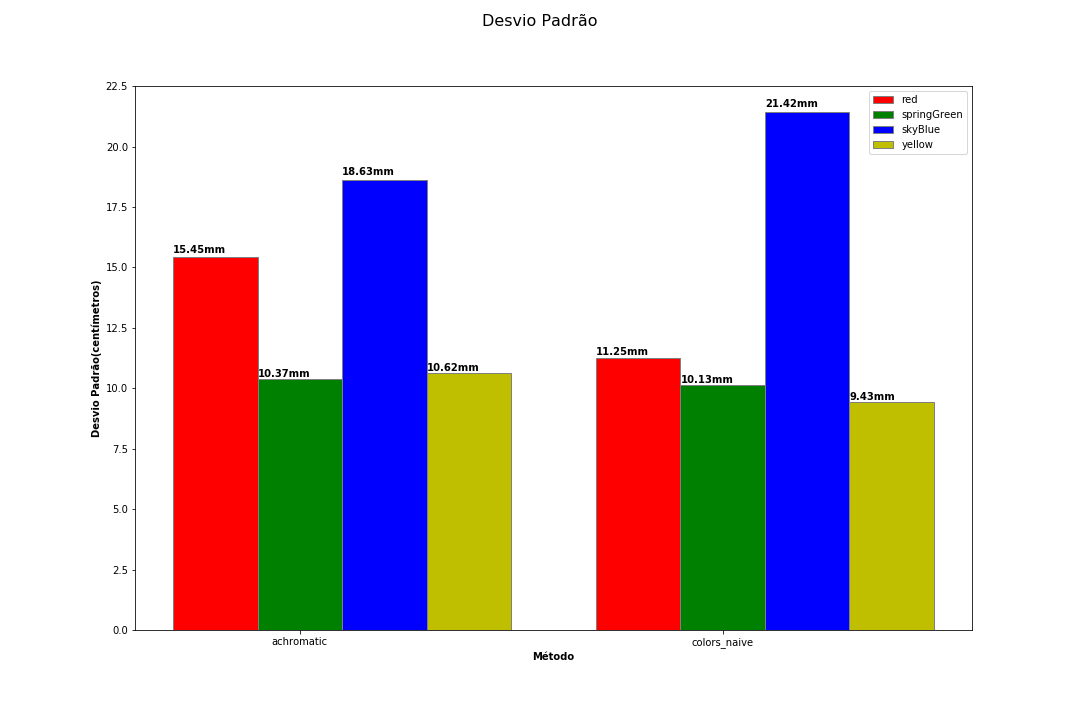 Desvio Padrão
22.5
20.0
17.5
15.0
12.5
10.0
7.5
5.0
2.5
0.0
Desvio Padrão(centímetros)
15.45mm
10.37mm
18.63mm
10.62mm
11.25mm
10.13mm
21.42mm
9.43mm
red
springGreen
skyBlue
yellow
achromatic
colors_naive
Método